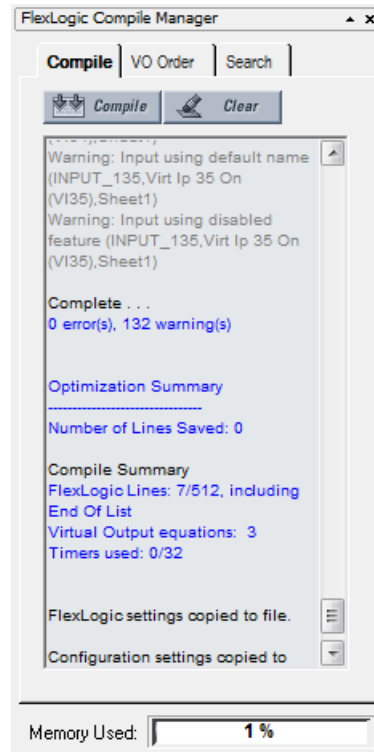 FlexLogic Compile Manager
Compile
VO Order
Search
Compile
Clear
Warning: Input using default name
(INPUT_135,Virt Ip 35 On
(VI35),Sheet1)
Warning: Input using disabled
feature (INPUT_135,Virt Ip 35 On
(VI35),Sheet1)
Complete . . .
0 error(s), 132 warning(s)
Optimization Summary
---------------------------------
Number of Lines Saved: 0
Compile Summary
FlexLogic Lines: 7/512, including
End Of List
Virtual Output equations:  3
Timers used: 0/32
FlexLogic settings copied to file.
Configuration settings copied to
Memory Used:
1 %